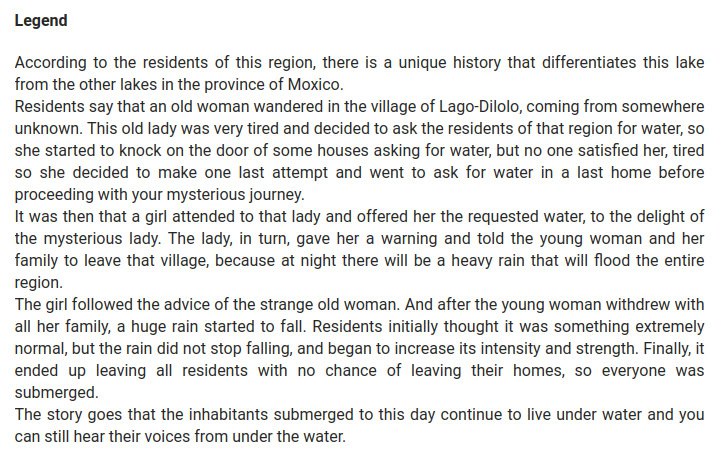 Legend
According to the residents of this region, there is a unique history that differentiates this lake
from the other lakes in the province of Moxico.
Residents say that an old woman wandered in the village of Lago-Dilolo, coming from somewhere
unknown. This old lady was very tired and decided to ask the residents of that region for water, so
she started to knock on the door of some houses asking for water, but no one satisfied her, tired
so she decided to make one last attempt and went to ask for water in a last home before
proceeding with your mysterious journey.
It was then that a girl attended to that lady and offered her the requested water, to the delight of
the mysterious lady. The lady, in turn, gave her a warning and told the young woman and her
family to leave that village, because at night there will be a heavy rain that will flood the entire
region.
The girl followed the advice of the strange old woman. And after the young woman withdrew with
all her family, a huge rain started to fall. Residents initially thought it was something extremely
normal, but the rain did not stop falling, and began to increase its intensity and strength. Finally, it
ended up leaving all residents with no chance of leaving their homes, so everyone was
submerged.
The story goes that the inhabitants submerged to this day continue to live under water and you
can still hear their voices from under the water.